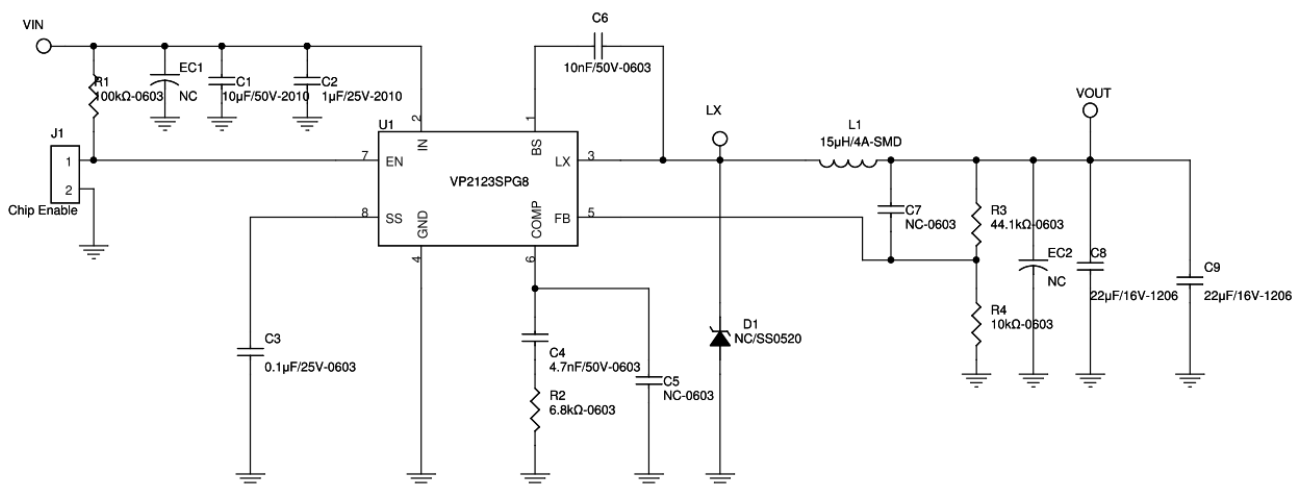 VIN
R1
100kΩ-0603
EC1
NC
C1
10µF/50V-2010
C2
1µF/25V-2010
C6
10nF/50V-0603
J1
1
2
Chip Enable
U1
2
IN
1
BS
7
EN
VP2123SPG8
LX
3
8
SS
GND
4
COMP
6
FB
5
LX
L1
15µH/4A-SMD
VOUT
C7
NC-0603
R3
44.1kΩ-0603
EC2
NC
C8
22µF/16V-1206
C9
22µF/16V-1206
R4
10kΩ-0603
C3
0.1µF/25V-0603
C4
4.7nF/50V-0603
R2
6.8kΩ-0603
C5
NC-0603
D1
NC/SS0520